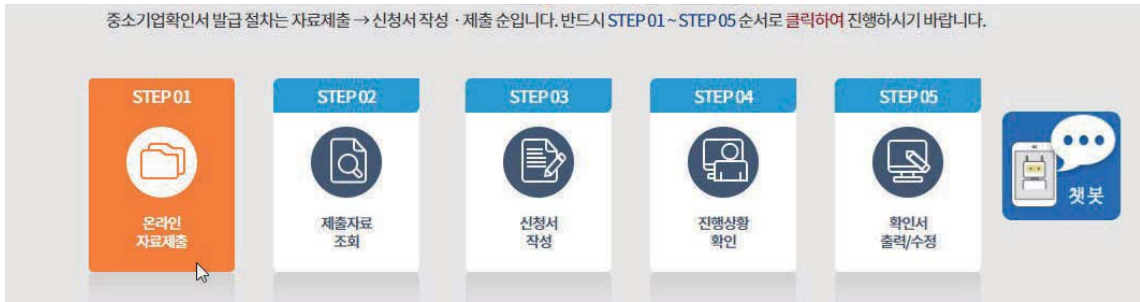 중소기업확인서 발급 절차는 자료제출 → 신청서 작성 · 제출 순입니다. 반드시 STEP 01 ~ STEP 05 순서로 클릭하여 진행하시기 바랍니다.
STEP 01
온라인
자료제출
STEP 02
제출자료
조회
STEP 03
신청서
작성
STEP 04
진행상황
확인
STEP 05
확인서
출력/수정
챗봇